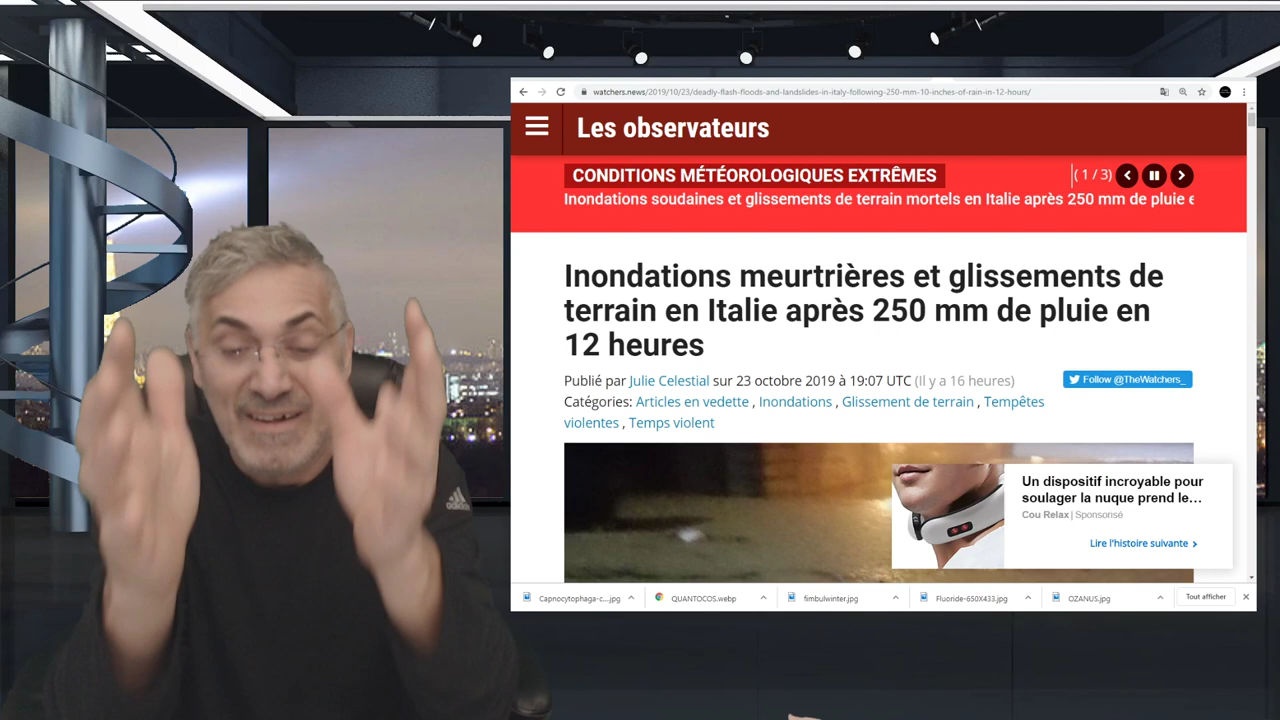 watchers.news/2019/10/23/deadly-flash-floods-and-landslides-in-italy-following-250-mm-10-inches-of-rain-in-12-hours/
Les observateurs
CONDITIONS MÉTÉOROLOGIQUES EXTRÊMES
( 1 / 3)
Inondations soudaines et glissements de terrain mortels en Italie après 250 mm de pluie e
Inondations meurtrières et glissements de
terrain en Italie après 250 mm de pluie en
12 heures
Publié par Julie Celestial sur 23 octobre 2019 à 19:07 UTC (Il y a 16 heures)
Follow @TheWatchers_
Catégories: Articles en vedette , Inondations , Glissement de terrain , Tempêtes
violentes , Temps violent
Un dispositif incroyable pour
soulager la nuque prend le…
Cou Relax | Sponsorisé
Lire l'histoire suivante
adidas
Capnocytophaga-c....jpg
QUANTOCOS.webp
fimbulwinter.jpg
Fluoride-650X433.jpg
OZANUS.jpg
Tout afficher